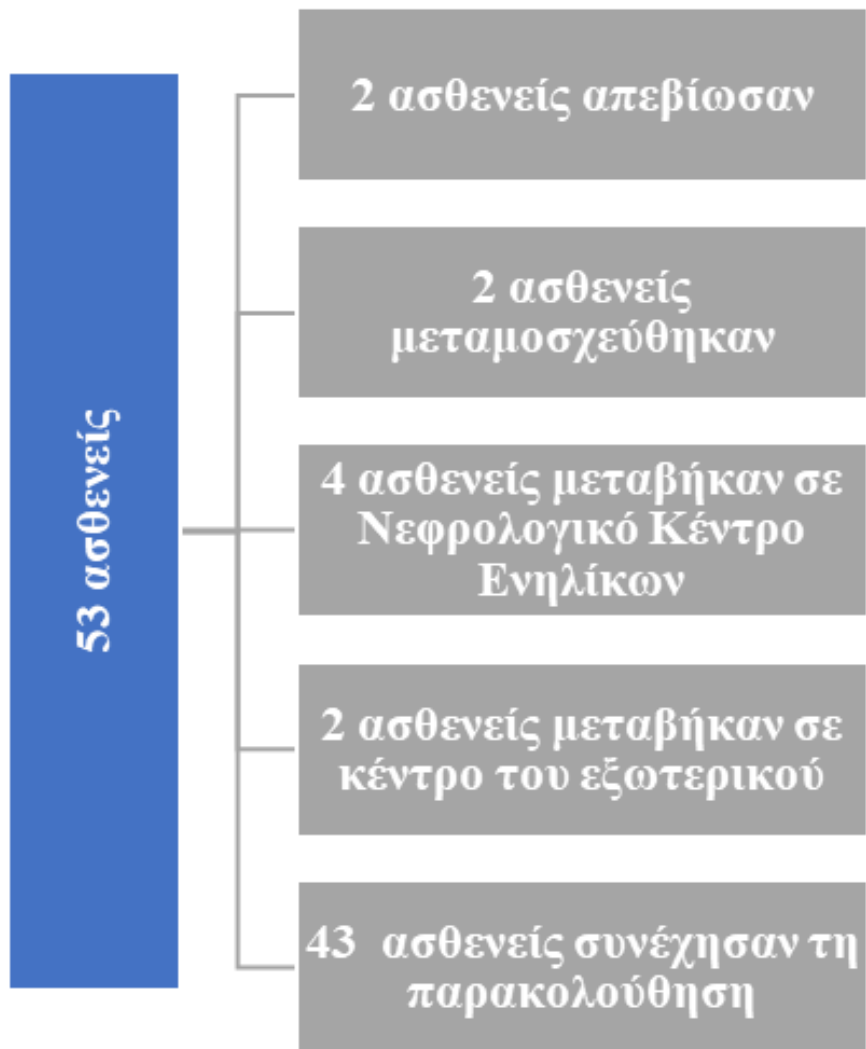 53 ασθενείς
2 ασθενείς απεβίωσαν
2 ασθενείς
μεταμοσχεύθηκαν
4 ασθενείς μεταβήκαν σε
Νεφρολογικό Κέντρο
Ενηλίκων
2 ασθενείς μεταβήκαν σε
κέντρο του εξωτερικού
43 ασθενείς συνέχησαν τη
παρακολούθηση